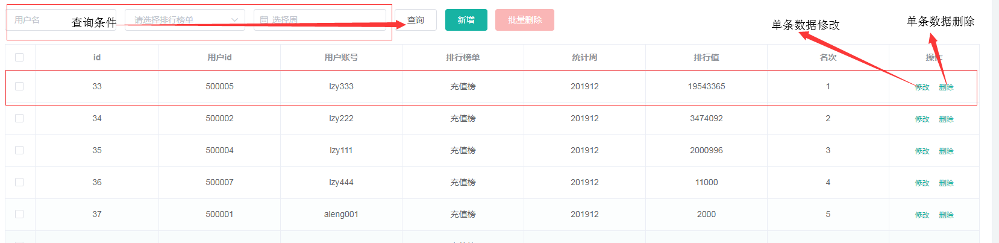 单条数据删除
单条数据修改
用户名 查询条件 请选择排行榜单 选择周 查询 新增 批量删除
id 用户id 用户账号 排行榜单 统计周 排行值 名次 操作
33 500005 lzy333 充值榜 201912 19543365 1 修改 删除
34 500002 lzy222 充值榜 201912 3474092 2 修改 删除
35 500004 lzy111 充值榜 201912 2000996 3 修改 删除
36 500007 lzy444 充值榜 201912 11000 4 修改 删除
37 500001 aleng001 充值榜 201912 2000 5 修改 删除